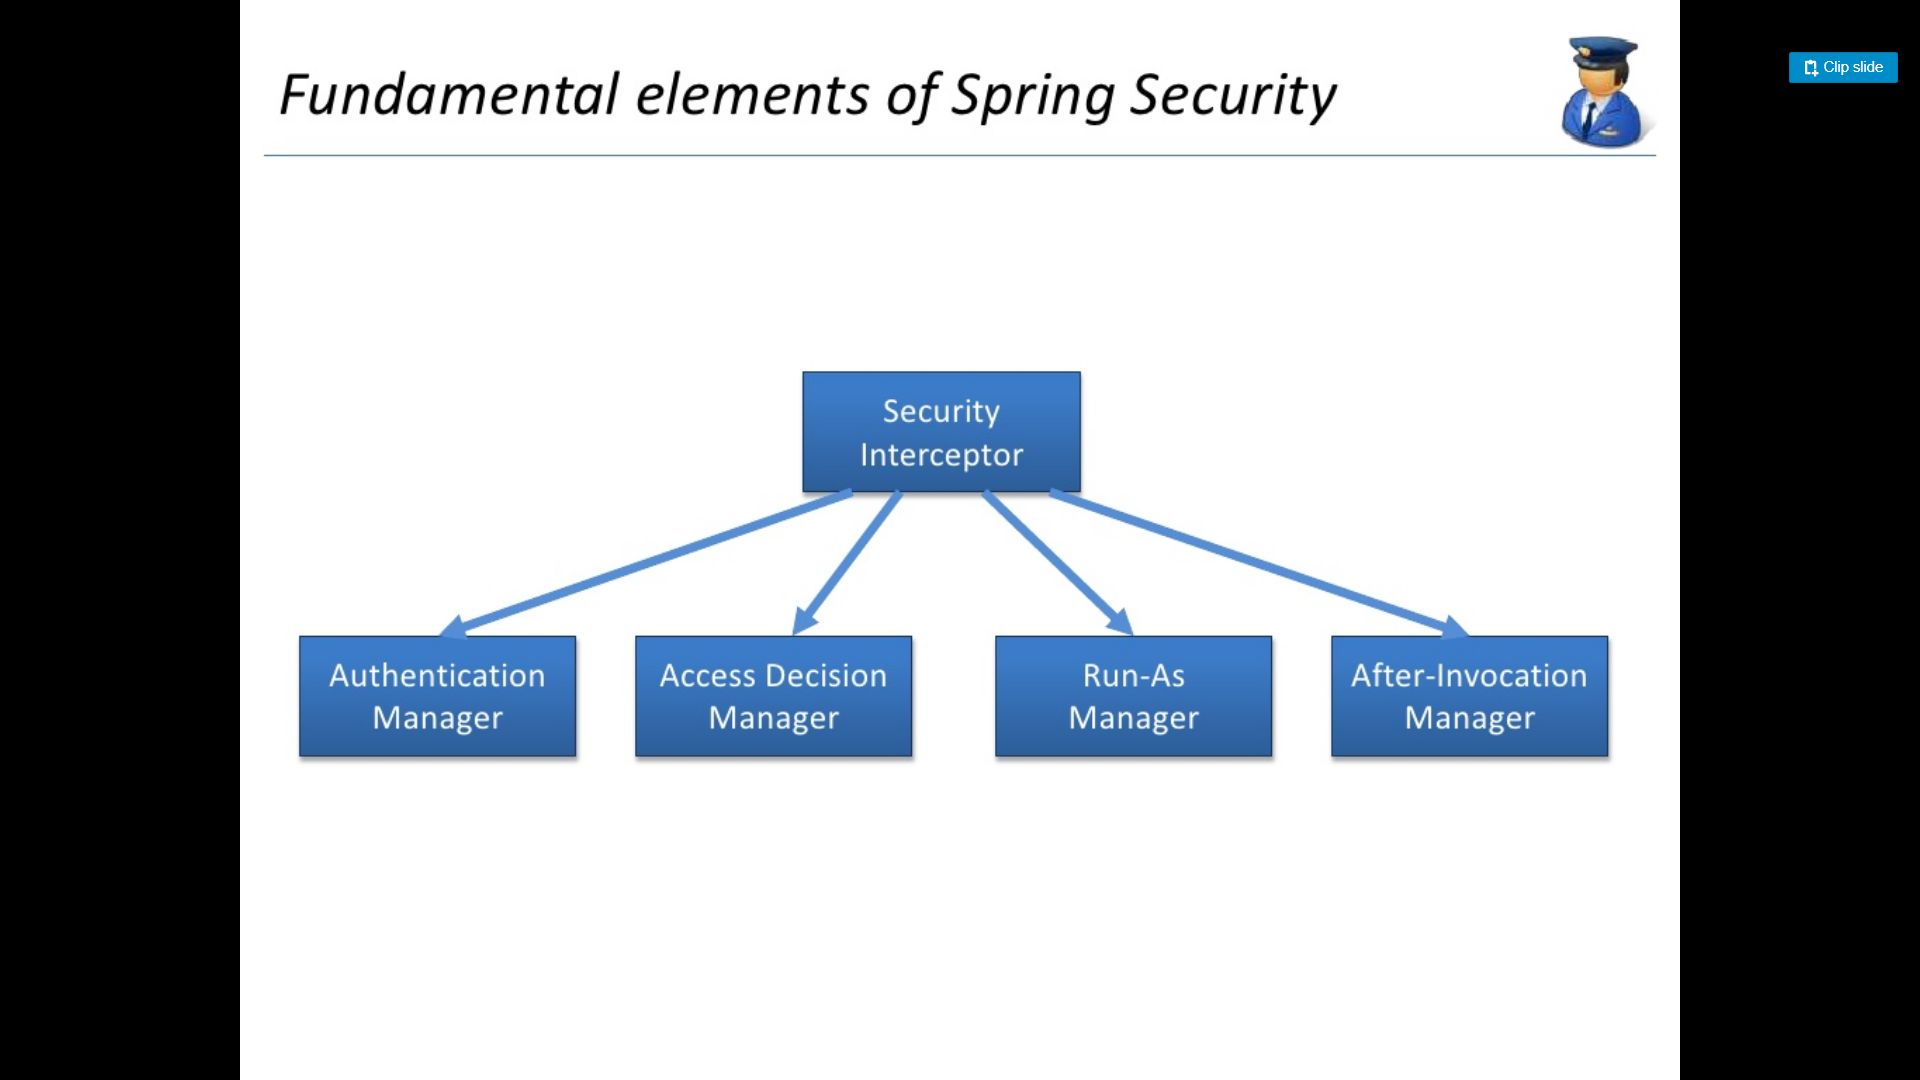 Fundamental elements of Spring Security
Clip slide
Security
Interceptor
Authentication
Manager
Access Decision
Manager
Run-As
Manager
After-Invocation
Manager